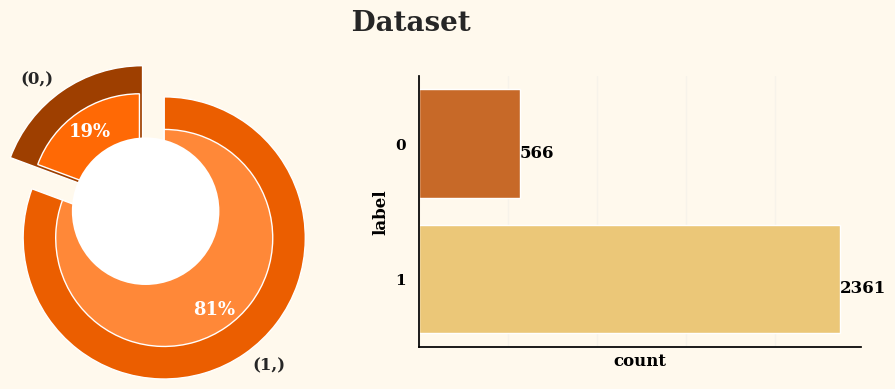 Dataset
(0,)
19%
81%
(1,)
label
0
566
1
2361
count